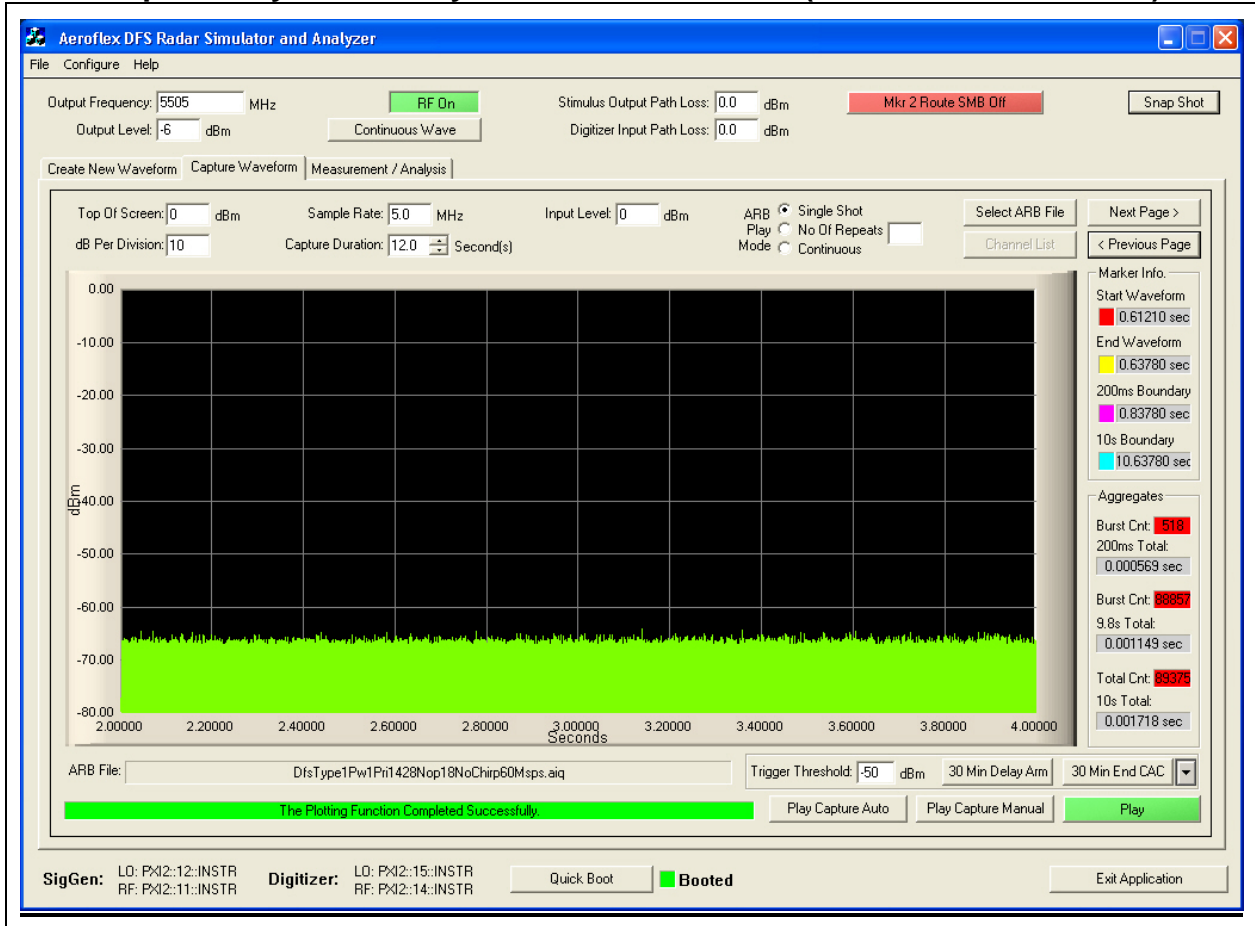 Aeroflex DFS Radar Simulator and Analyzer
File Configure Help
Output Frequency: 5505 MHz RF On Stimulus Output Path Loss: 0.0 dBm Mkr 2 Route SMB Off Snap Shot
Output Level: -6 dBm Continuous Wave Digitizer Input Path Loss: 0.0 dBm
Create New Waveform Capture Waveform Measurement / Analysis
Top Of Screen: 0 dBm Sample Rate: 5.0 MHz Input Level: 0 dBm ARB Play Mode Single Shot Select ARB File Next Page >
No Of Repeats
dB Per Division: 10 Capture Duration: 12.0 Second(s) Continuous Channel List < Previous Page
0.00
-10.00
-20.00
-30.00
-40.00
-50.00
-60.00
-70.00
-80.00
dBm
2.00000 2.20000 2.40000 2.60000 2.80000 3.00000 3.20000 3.40000 3.60000 3.80000 4.00000
Seconds
Marker Info.
Start Waveform
0.61210 sec
End Waveform
0.63780 sec
200ms Boundary
0.83780 sec
10s Boundary
10.63780 sec
Aggregates
Burst Cnt: 518
200ms Total:
0.000569 sec
Burst Cnt: 88857
9.8s Total:
0.001149 sec
Total Cnt: 89375
10s Total:
0.001718 sec
ARB File: DfsType1Pw1Pri1428Nop18NoChirp60Msps.aiq Trigger Threshold: -50 dBm 30 Min Delay Arm 30 Min End CAC
The Plotting Function Completed Successfully. Play Capture Auto Play Capture Manual Play
SigGen: LO: PXI2::12::INSTR Digitizer: LO: PXI2::15::INSTR Quick Boot Booted Exit Application
RF: PXI2::11::INSTR RF: PXI2::14::INSTR